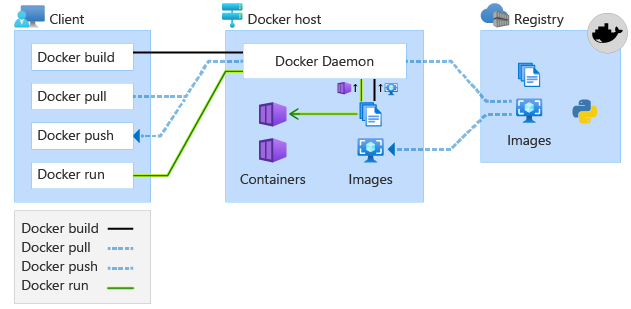 Client
Docker host
Registry
Docker build
Docker pull
Docker push
Docker run
Docker Daemon
Containers
Images
Images
Docker build
Docker pull
Docker push
Docker run